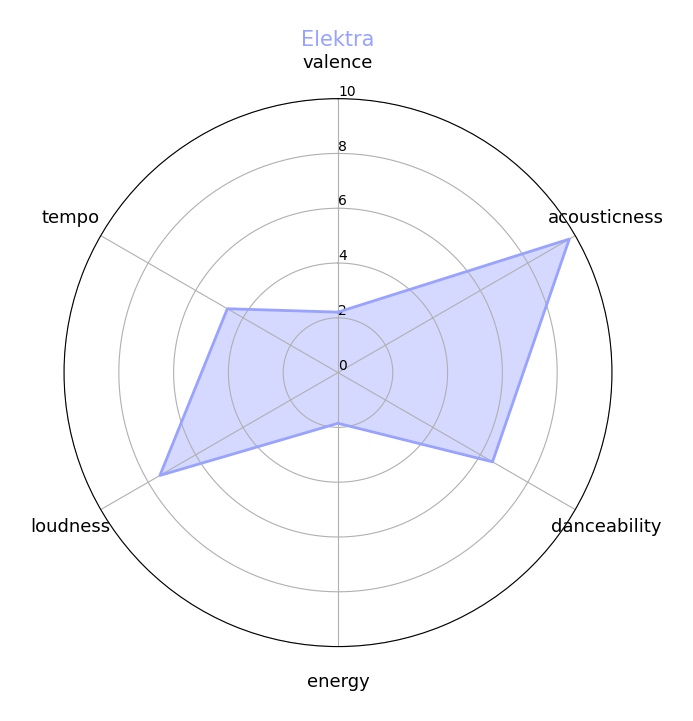 Elektra
valence
10
8
tempo
acousticness
6
4
2
0
loudness
danceability
energy